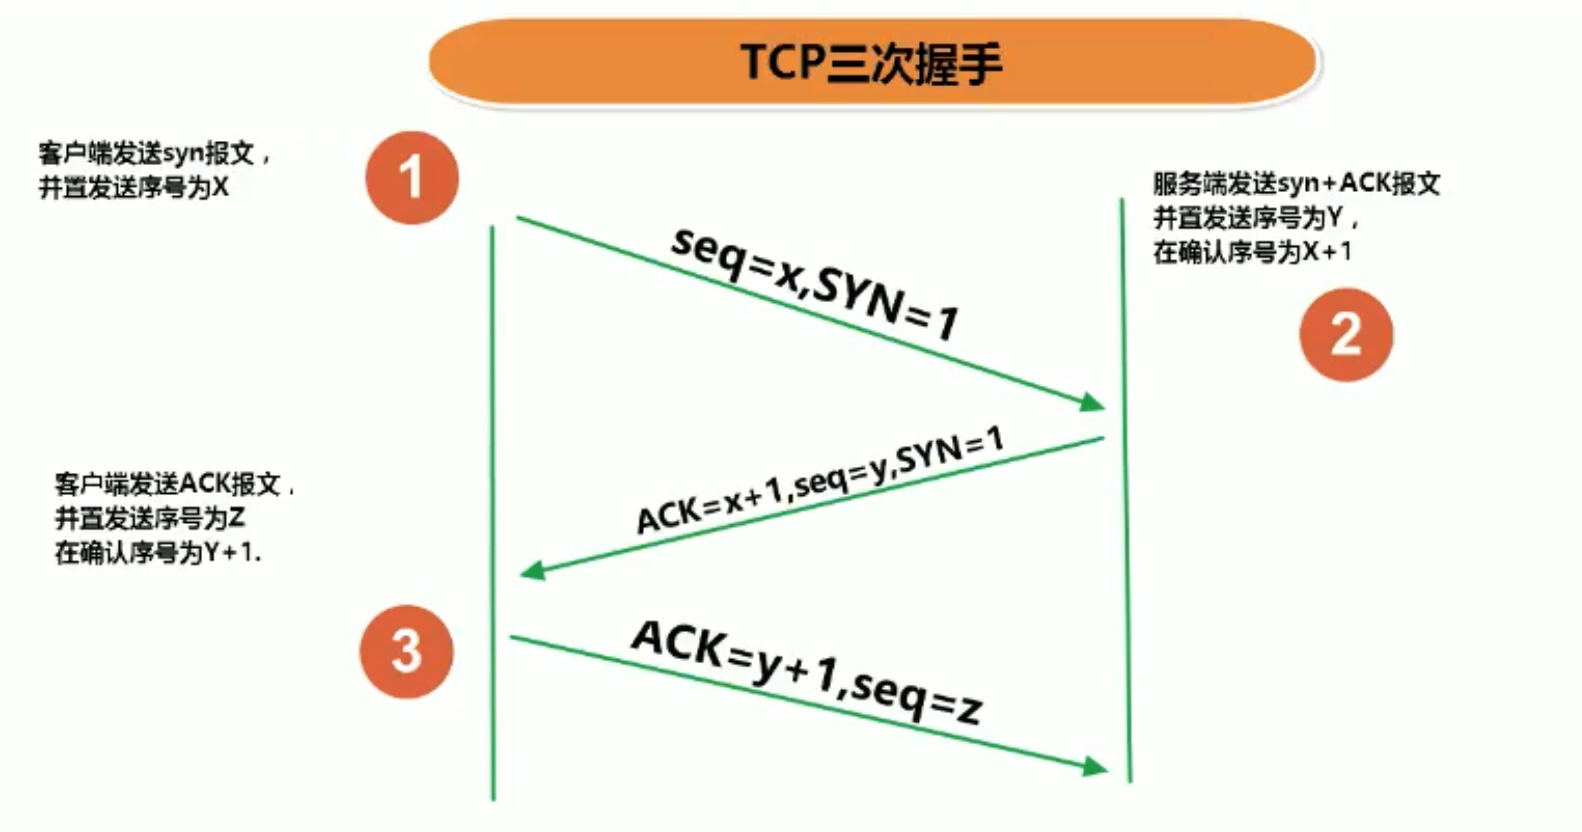 TCP三次握手
客户端发送syn报文，
并置发送序号为X
1
服务端发送syn+ACK报文
并置发送序号为Y，
在确认序号为X+1
2
seq=x,SYN=1
ACK=x+1,seq=y,SYN=1
客户端发送ACK报文，
并置发送序号为Z
在确认序号为Y+1.
3
ACK=y+1,seq=z